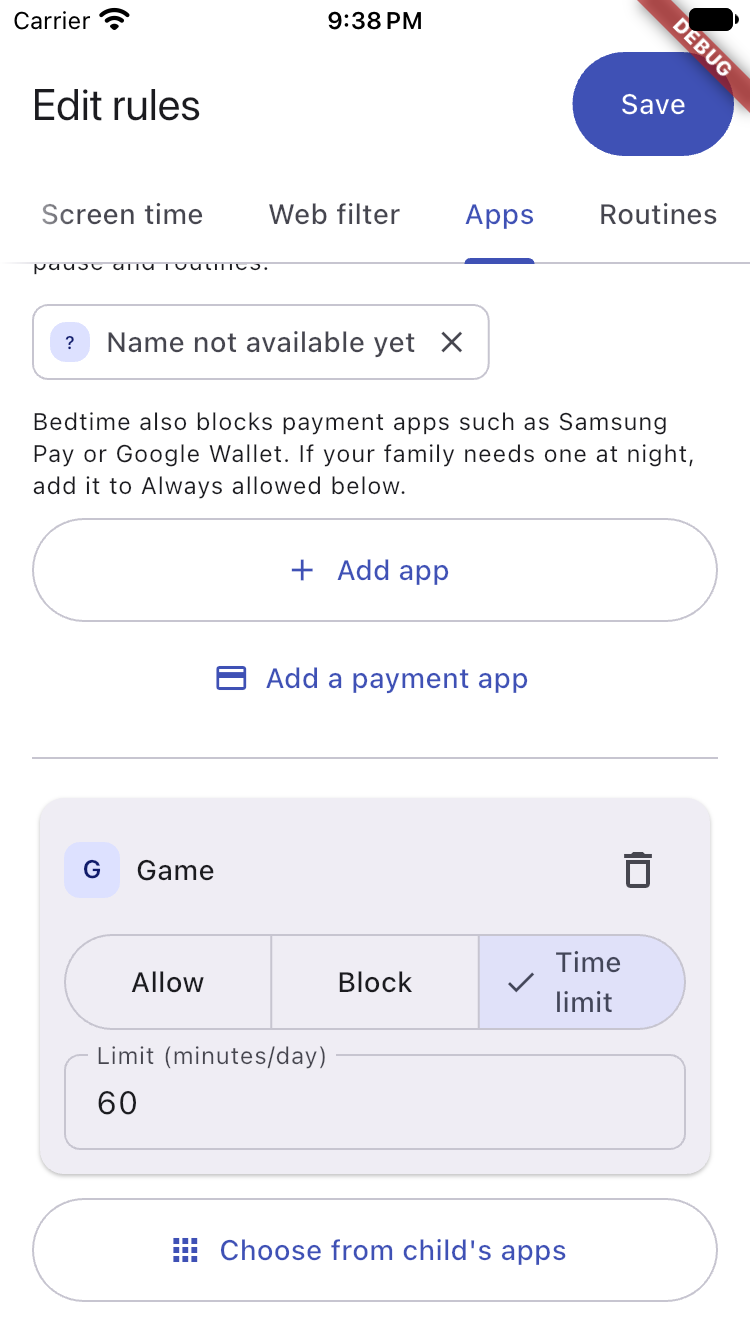 Carrier 9:38 PM
DEBUG
Edit rules
Save
Screen time Web filter Apps Routines
pause and routines.
? Name not available yet
Bedtime also blocks payment apps such as Samsung
Pay or Google Wallet. If your family needs one at night,
add it to Always allowed below.
Add app
Add a payment app
G Game
Allow Block Time
limit
Limit (minutes/day)
60
Choose from child's apps